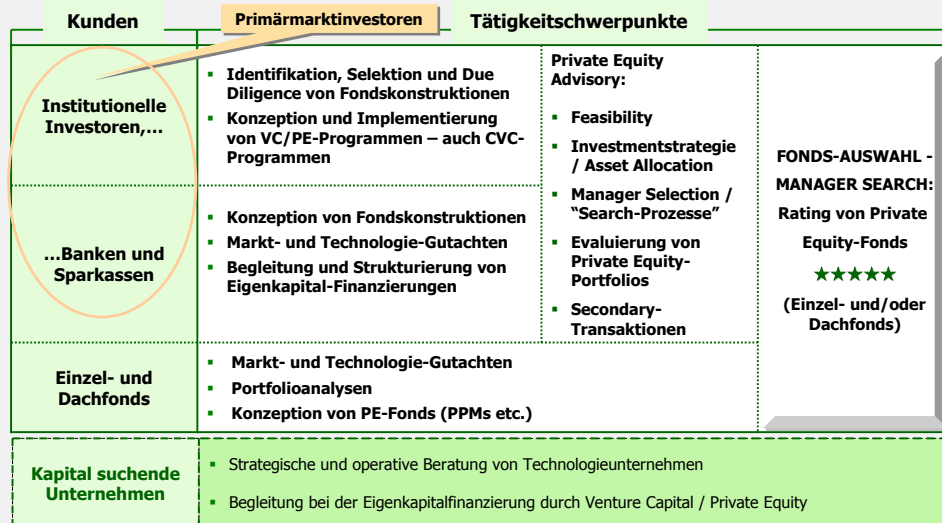 Kunden
Primärmarktinvestoren
Tätigkeitschwerpunkte
Institutionelle
Investoren,…
▪ Identifikation, Selektion und Due
Diligence von Fondskonstruktionen
▪ Konzeption und Implementierung
von VC/PE-Programmen – auch CVC-
Programmen
…Banken und
Sparkassen
▪ Konzeption von Fondskonstruktionen
▪ Markt- und Technologie-Gutachten
▪ Begleitung und Strukturierung von
Eigenkapital-Finanzierungen
Private Equity
Advisory:
▪ Feasibility
▪ Investmentstrategie
/ Asset Allocation
▪ Manager Selection /
“Search-Prozesse”
▪ Evaluierung von
Private Equity-
Portfolios
▪ Secondary-
Transaktionen
FONDS-AUSWAHL -
MANAGER SEARCH:
Rating von Private
Equity-Fonds
★★★★★
(Einzel- und/oder
Dachfonds)
Einzel- und
Dachfonds
▪ Markt- und Technologie-Gutachten
▪ Portfolioanalysen
▪ Konzeption von PE-Fonds (PPMs etc.)
Kapital suchende
Unternehmen
▪ Strategische und operative Beratung von Technologieunternehmen
▪ Begleitung bei der Eigenkapitalfinanzierung durch Venture Capital / Private Equity